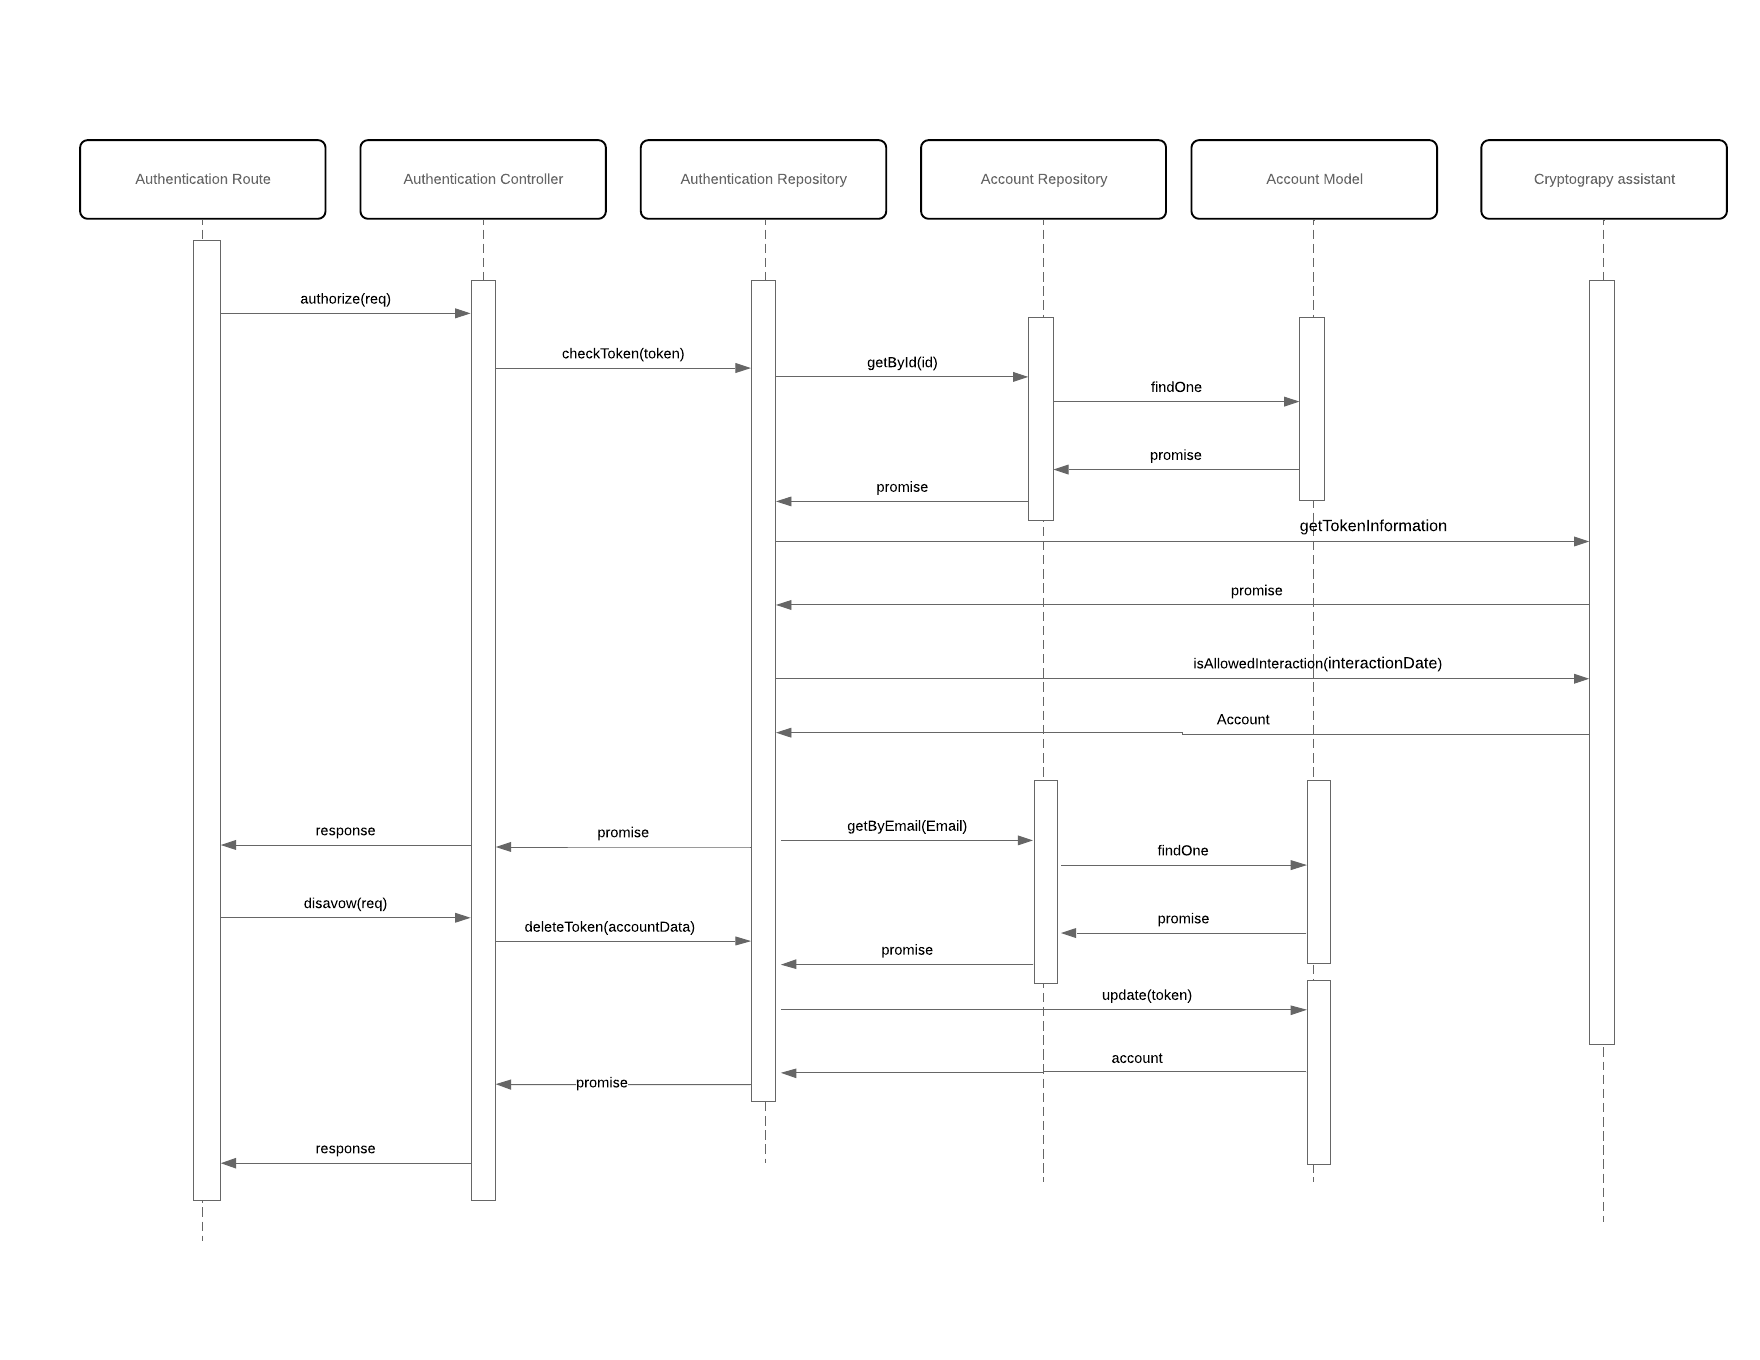 Authentication Route
Authentication Controller
Authentication Repository
Account Repository
Account Model
Cryptograpy assistant
authorize(req)
checkToken(token)
getById(id)
findOne
promise
promise
getTokenInformation
promise
isAllowedInteraction(interactionDate)
Account
response
promise
getByEmail(Email)
findOne
disavow(req)
deleteToken(accountData)
promise
promise
update(token)
account
promise
response